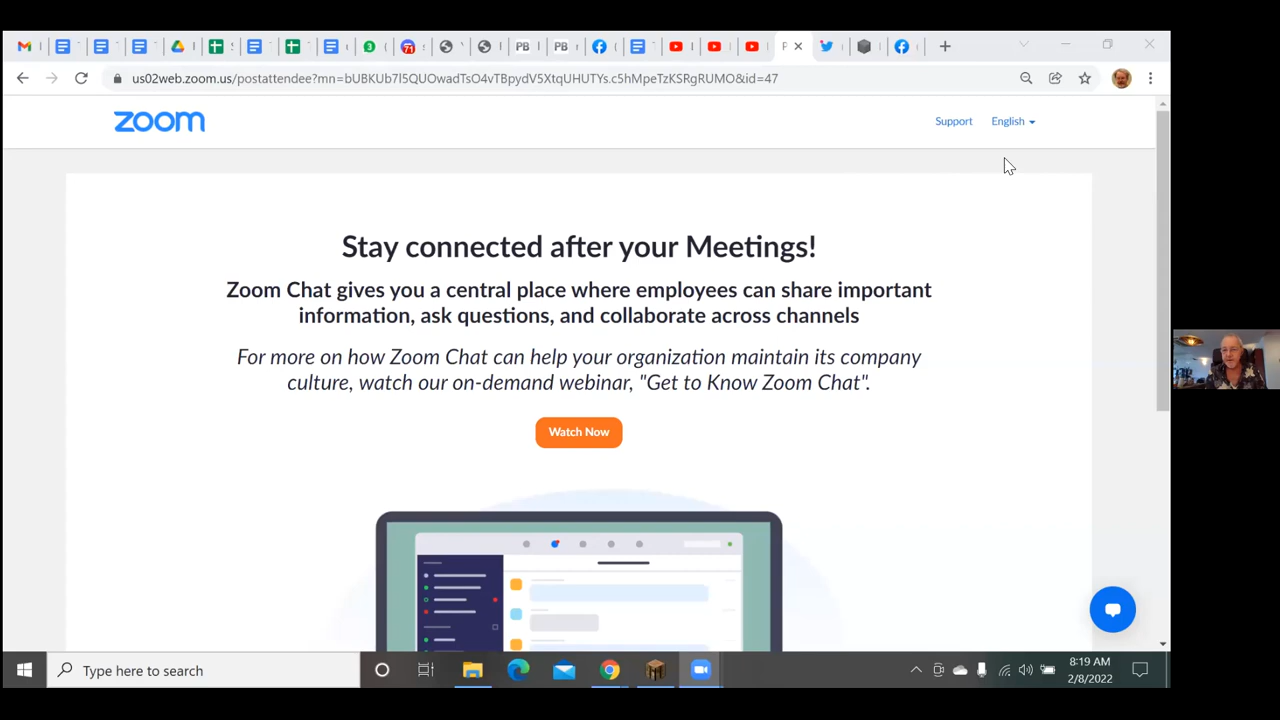 us02web.zoom.us/postattendee?mn=bUBKUb7l5QUOwadTsO4vTBpydV5XtqUHUTYs.c5hMpeTzKSRgRUMO&id=47
zoom
Support English
Stay connected after your Meetings!
Zoom Chat gives you a central place where employees can share important
information, ask questions, and collaborate across channels
For more on how Zoom Chat can help your organization maintain its company
culture, watch our on-demand webinar, "Get to Know Zoom Chat".
Watch Now
Type here to search
8:19 AM
2/8/2022